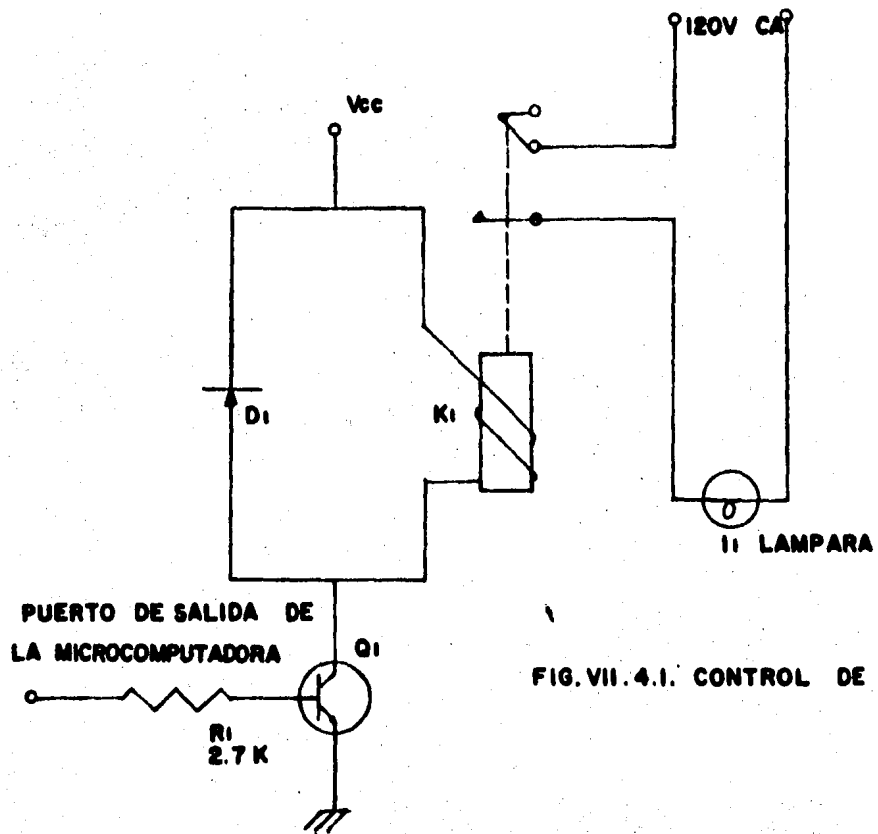 120V CA
Vcc
D1
K1
I1 LAMPARA
PUERTO DE SALIDA DE
LA MICROCOMPUTADORA
Q1
R1
2.7 K
FIG. VII.4.1. CONTROL DE